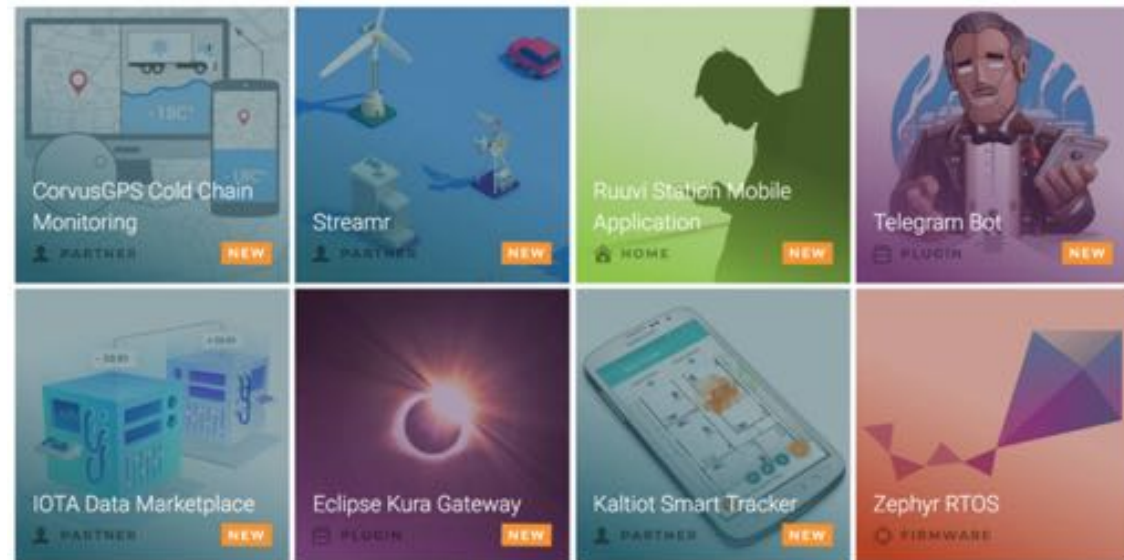 -18C°
CorvusGPS Cold Chain
Monitoring
PARTNER
NEW
Streamr
PARTNER
NEW
Ruuvi Station Mobile
Application
HOME
NEW
Telegram Bot
PLUGIN
NEW
IOTA Data Marketplace
PARTNER
NEW
Eclipse Kura Gateway
PLUGIN
NEW
Kaltiot Smart Tracker
PARTNER
NEW
Zephyr RTOS
FIRMWARE